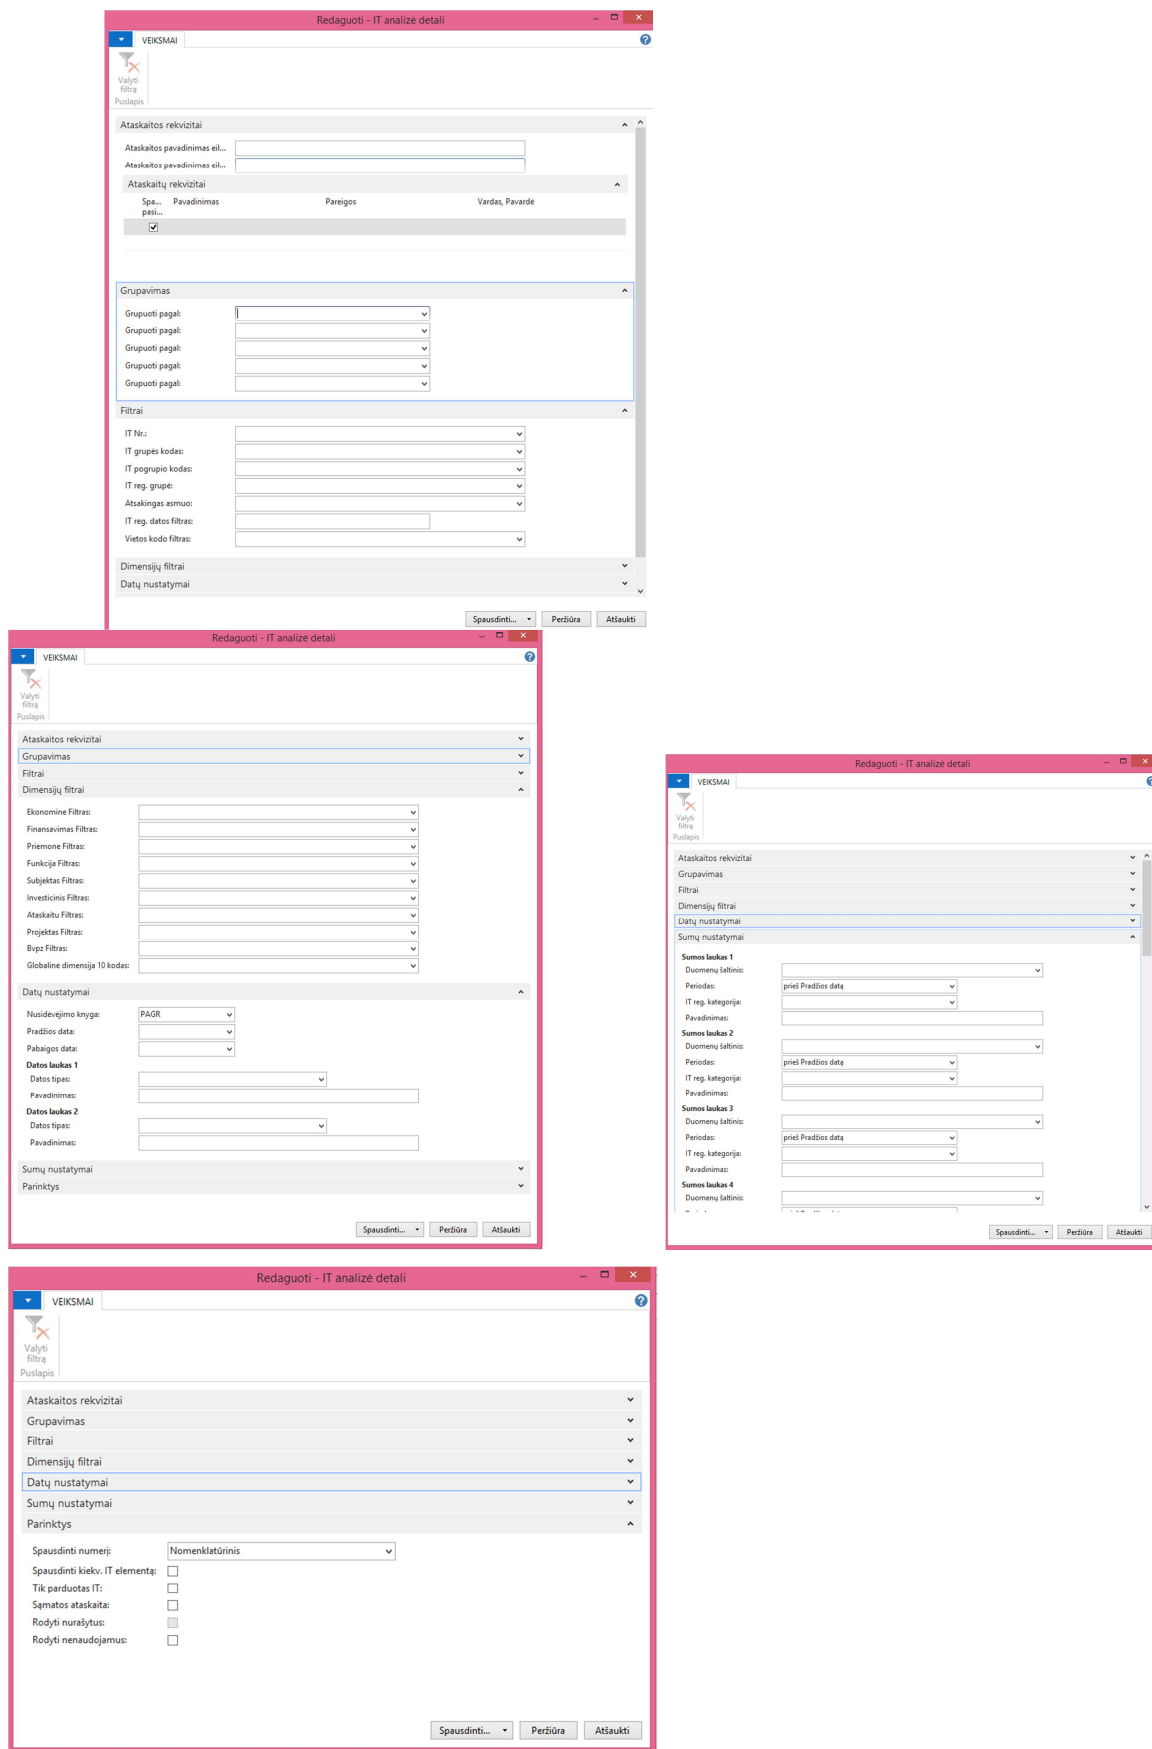 Redaguoti - IT analizė detali
VEIKSMAI
Valyti
filtrą
Puslapis
Ataskaitos rekvizitai
Ataskaitos pavadinimas eil...
Ataskaitos pavadinimas eil...
Ataskaitų rekvizitai
Spa... Pavadinimas Pareigos Vardas, Pavardė
pasi...
Grupavimas
Grupuoti pagal:
Grupuoti pagal:
Grupuoti pagal:
Grupuoti pagal:
Grupuoti pagal:
Filtrai
IT Nr.:
IT grupės kodas:
IT pogrupio kodas:
IT reg. grupė:
Atsakingas asmuo:
IT reg. datos filtras:
Vietos kodo filtras:
Dimensijų filtrai
Datų nustatymai
Spausdinti... Peržiūra Atšaukti
Redaguoti - IT analizė detali
VEIKSMAI
Valyti
filtrą
Puslapis
Ataskaitos rekvizitai
Grupavimas
Filtrai
Dimensijų filtrai
Ekonomine Filtras:
Finansavimas Filtras:
Priemone Filtras:
Funkcija Filtras:
Subjektas Filtras:
Investicinis Filtras:
Ataskaitu Filtras:
Projektas Filtras:
Bvpz Filtras:
Globalinė dimensija 10 kodas:
Datų nustatymai
Nusidėvėjimo knyga: PAGR
Pradžios data:
Pabaigos data:
Datos laukas 1
Datos tipas:
Pavadinimas:
Datos laukas 2
Datos tipas:
Pavadinimas:
Sumų nustatymai
Parinktys
Spausdinti... Peržiūra Atšaukti
Redaguoti - IT analizė detali
VEIKSMAI
Valyti
filtrą
Puslapis
Ataskaitos rekvizitai
Grupavimas
Filtrai
Dimensijų filtrai
Datų nustatymai
Sumų nustatymai
Sumos laukas 1
Duomenų šaltinis:
Periodas: prieš Pradžios datą
IT reg. kategorija:
Pavadinimas:
Sumos laukas 2
Duomenų šaltinis:
Periodas: prieš Pradžios datą
IT reg. kategorija:
Pavadinimas:
Sumos laukas 3
Duomenų šaltinis:
Periodas: prieš Pradžios datą
IT reg. kategorija:
Pavadinimas:
Sumos laukas 4
Duomenų šaltinis:
Spausdinti... Peržiūra Atšaukti
Redaguoti - IT analizė detali
VEIKSMAI
Valyti
filtrą
Puslapis
Ataskaitos rekvizitai
Grupavimas
Filtrai
Dimensijų filtrai
Datų nustatymai
Sumų nustatymai
Parinktys
Spausdinti numerį: Nomenklatūrinis
Spausdinti kiekv. IT elementą:
Tik parduotas IT:
Sąmatos ataskaita:
Rodyti nurašytus:
Rodyti nenaudojamus:
Spausdinti... Peržiūra Atšaukti